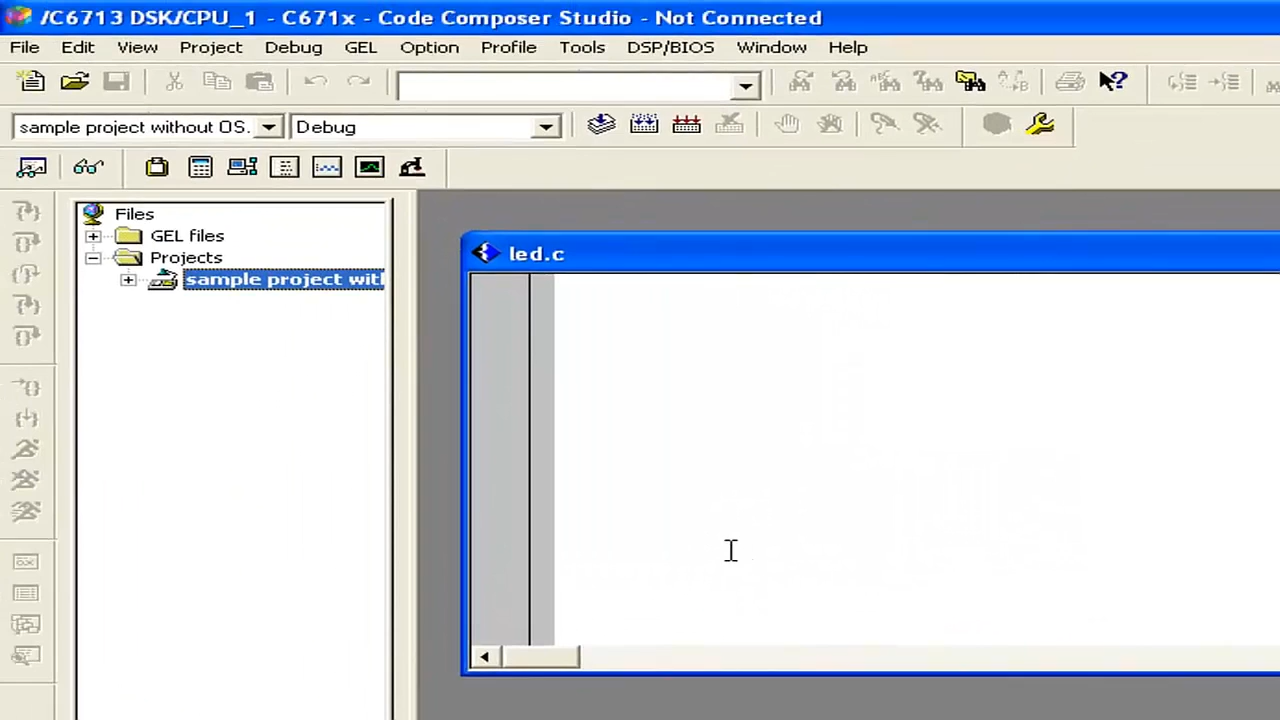 /C6713 DSK/CPU_1 - C671x - Code Composer Studio - Not Connected
File Edit View Project Debug GEL Option Profile Tools DSP/BIOS Window Help
sample project without OS. Debug
Files
GEL files
Projects
sample project with
led.c